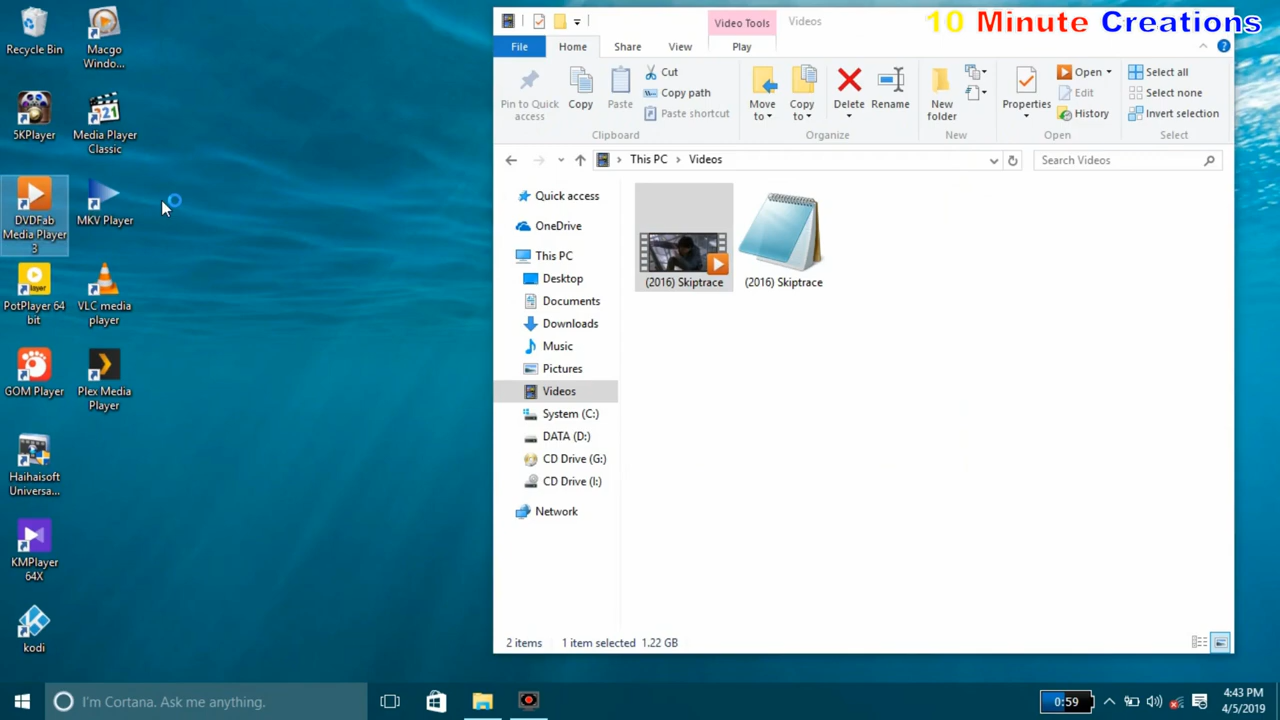 Recycle Bin
Macgo
Windo...
5KPlayer
Media Player
Classic
DVDFab
Media Player
3
MKV Player
PotPlayer 64
bit
VLC media
player
GOM Player
Plex Media
Player
Haihaisoft
Universa...
KMPlayer
64X
kodi
10 Minute Creations
Video Tools
Videos
File
Home
Share
View
Play
Pin to Quick
access
Copy
Paste
Cut
Copy path
Paste shortcut
Clipboard
Move
to
Copy
to
Delete
Rename
Organize
New
folder
New
Properties
Open
Edit
History
Open
Select all
Select none
Invert selection
Select
This PC > Videos
Search Videos
Quick access
OneDrive
This PC
Desktop
Documents
Downloads
Music
Pictures
Videos
System (C:)
DATA (D:)
CD Drive (G:)
CD Drive (I:)
Network
(2016) Skiptrace
(2016) Skiptrace
2 items 1 item selected 1.22 GB
I'm Cortana. Ask me anything.
0:59
4:43 PM
4/5/2019